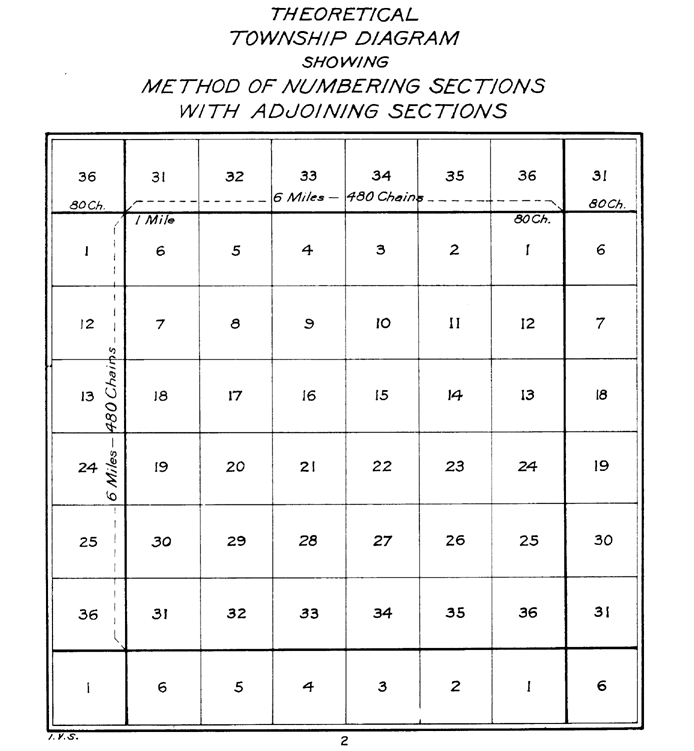 THEORETICAL
TOWNSHIP DIAGRAM
SHOWING
METHOD OF NUMBERING SECTIONS
WITH ADJOINING SECTIONS
36 31 32 33 34 35 36 31
80 Ch. 6 Miles – 480 Chains 80 Ch.
1 Mile 80 Ch.
1 6 5 4 3 2 1 6
12 7 8 9 10 11 12 7
13 18 17 16 15 14 13 18
6 Miles – 480 Chains
24 19 20 21 22 23 24 19
25 30 29 28 27 26 25 30
36 31 32 33 34 35 36 31
1 6 5 4 3 2 1 6
I.V.S.
2